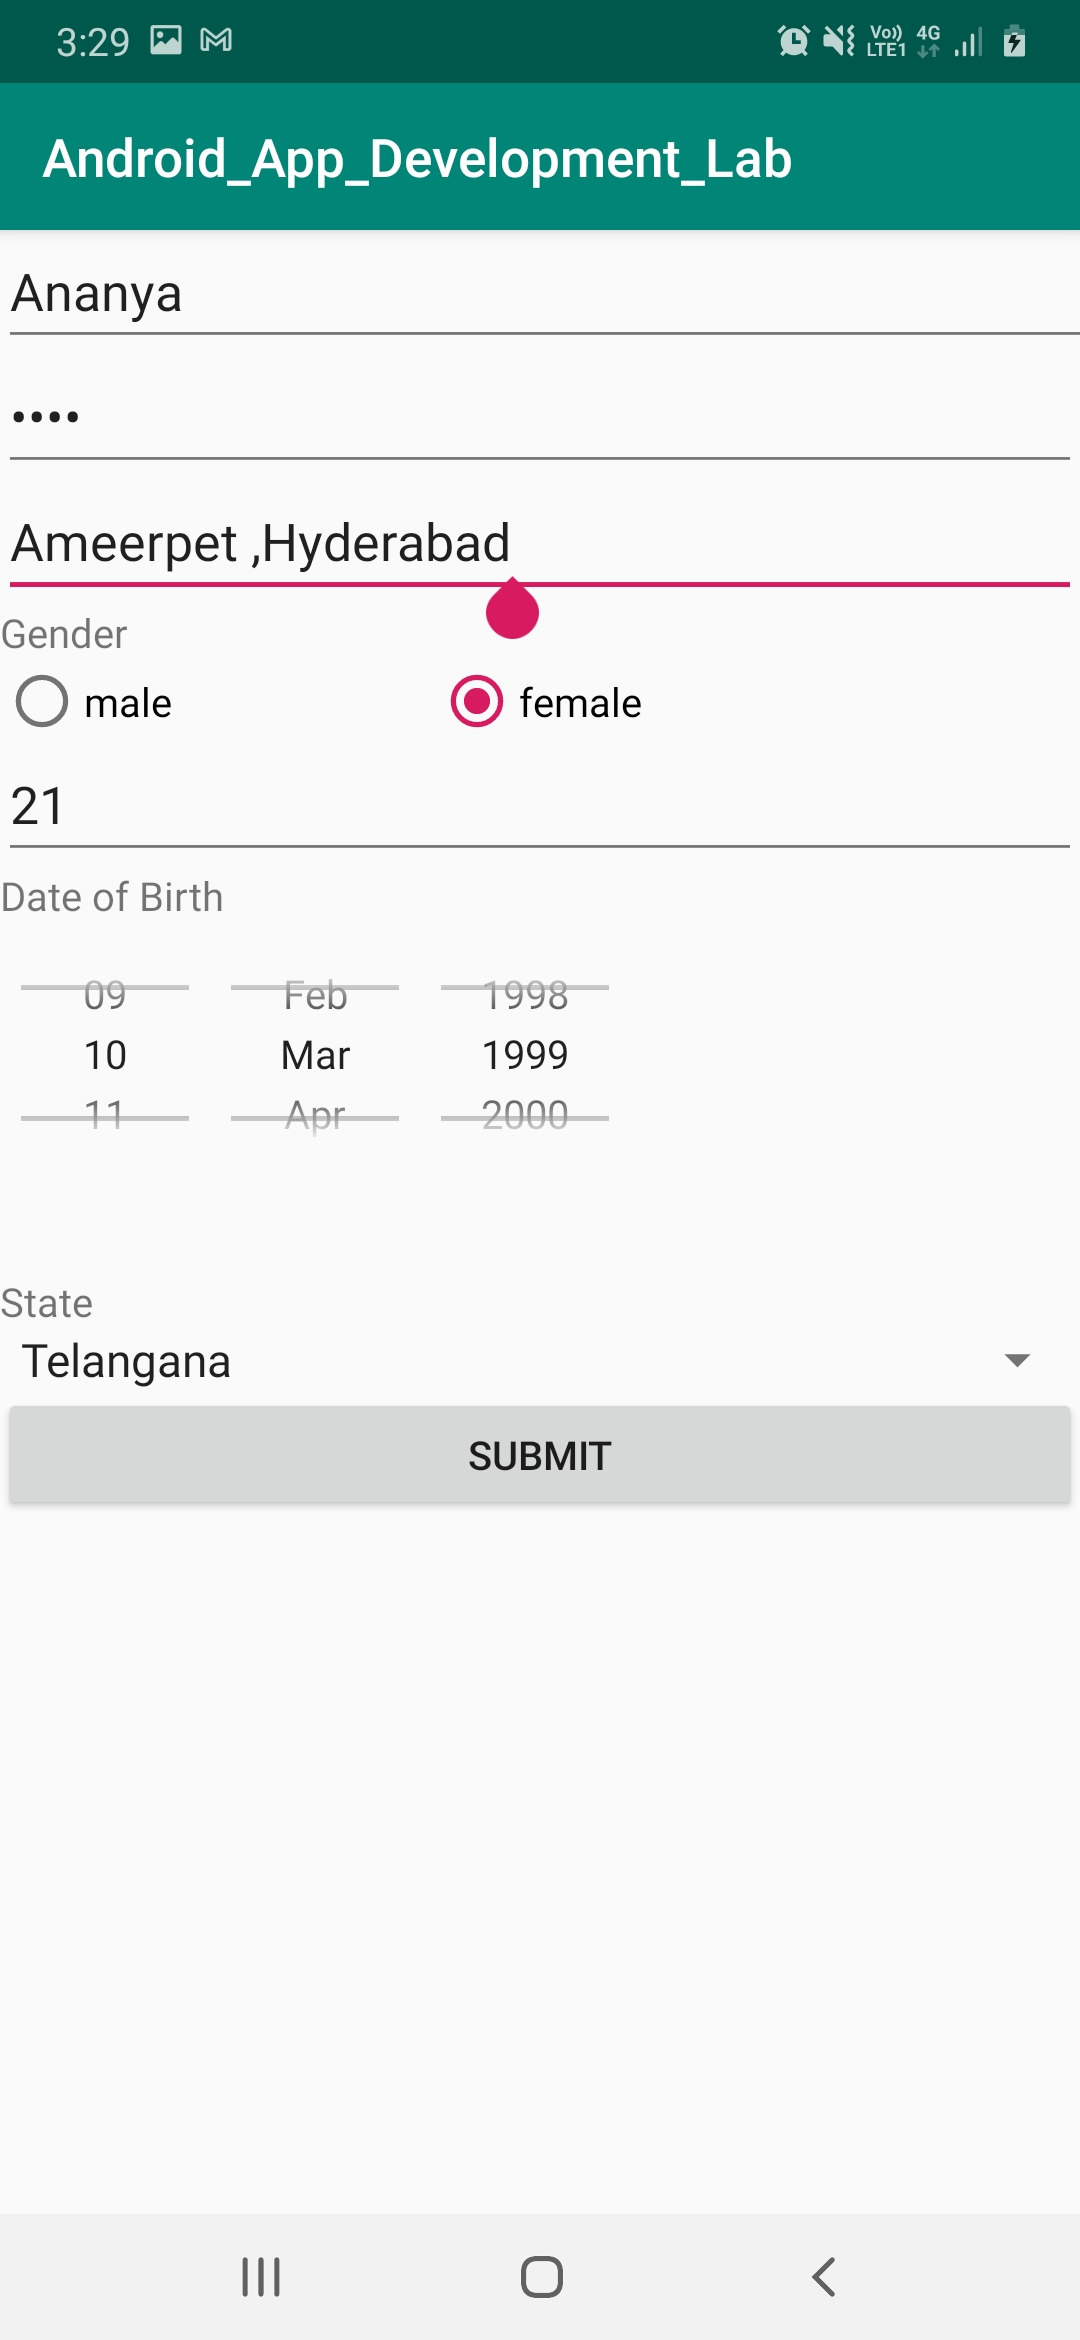 3:29 Vo)) LTE1 4G
Android_App_Development_Lab
Ananya
••••
Ameerpet ,Hyderabad
Gender
male female
21
Date of Birth
09 Feb 1998
10 Mar 1999
11 Apr 2000
State
Telangana
SUBMIT